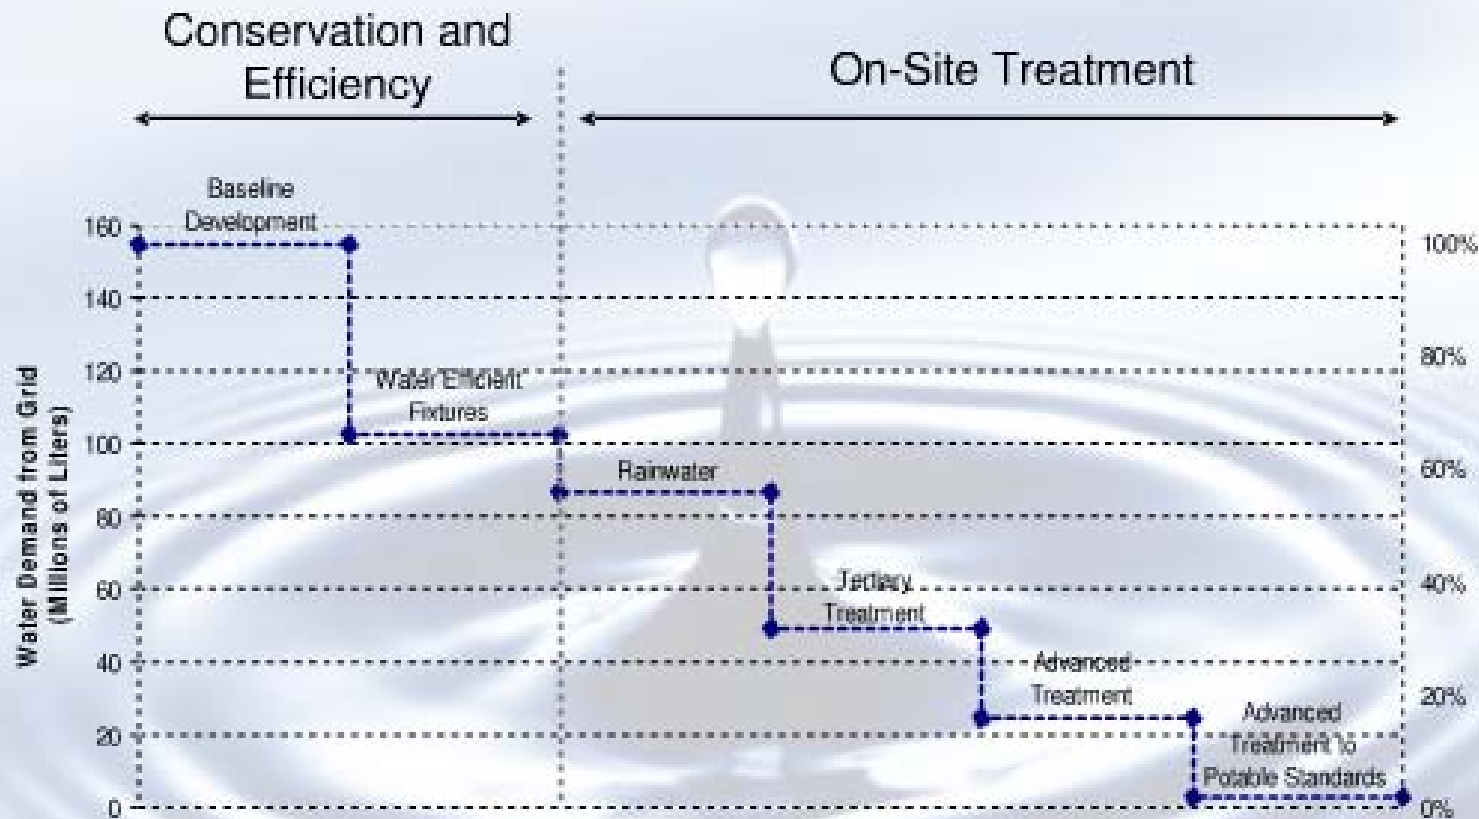 Conservation and
Efficiency
On-Site Treatment
Baseline
Development
Water Efficient
Fixtures
Rainwater
Tertiary
Treatment
Advanced
Treatment
Advanced
Treatment to
Potable Standards
Water Demand from Grid
(Millions of Liters)
160
140
120
100
80
60
40
20
0
100%
80%
60%
40%
20%
0%